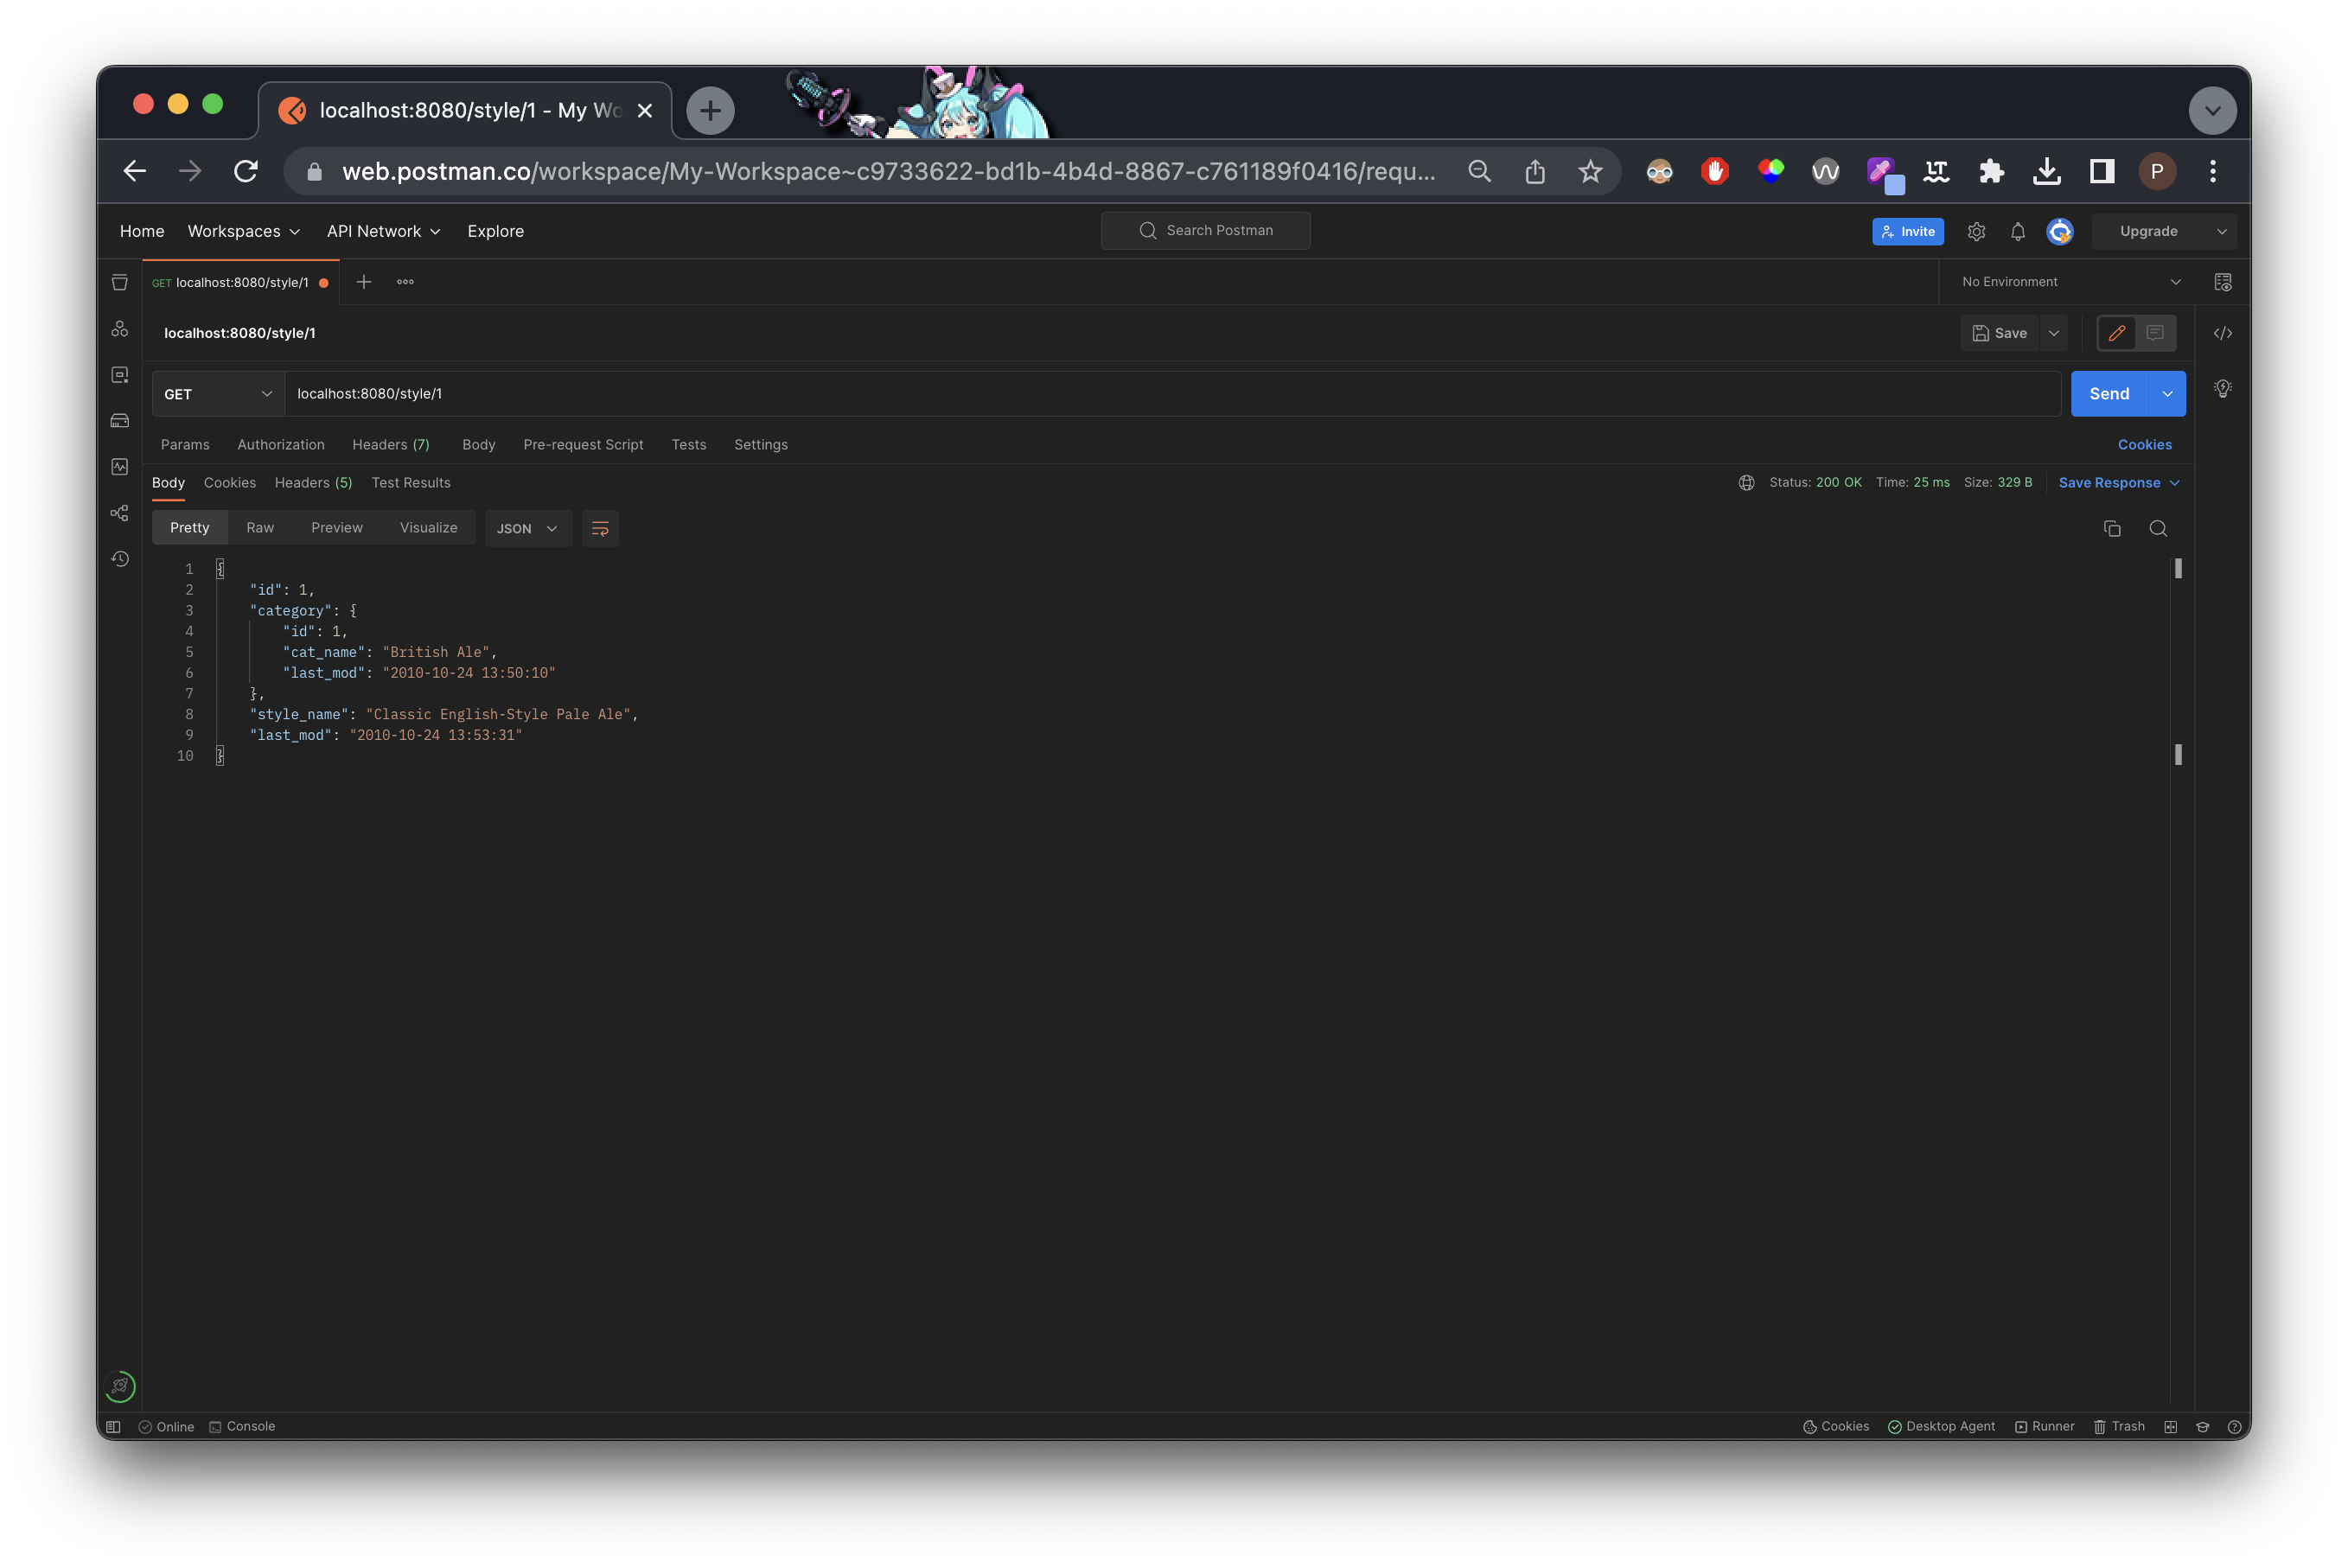 localhost:8080/style/1 - My Wo
web.postman.co/workspace/My-Workspace~c9733622-bd1b-4b4d-8867-c761189f0416/requ...
P
Home Workspaces API Network Explore
Search Postman
Invite
Upgrade
GET localhost:8080/style/1
No Environment
localhost:8080/style/1
Save
GET localhost:8080/style/1
Send
Params Authorization Headers (7) Body Pre-request Script Tests Settings
Cookies
Body Cookies Headers (5) Test Results
Status: 200 OK Time: 25 ms Size: 329 B Save Response
Pretty Raw Preview Visualize JSON
1 {
2 "id": 1,
3 "category": {
4 "id": 1,
5 "cat_name": "British Ale",
6 "last_mod": "2010-10-24 13:50:10"
7 },
8 "style_name": "Classic English-Style Pale Ale",
9 "last_mod": "2010-10-24 13:53:31"
10 }
Online Console
Cookies Desktop Agent Runner Trash